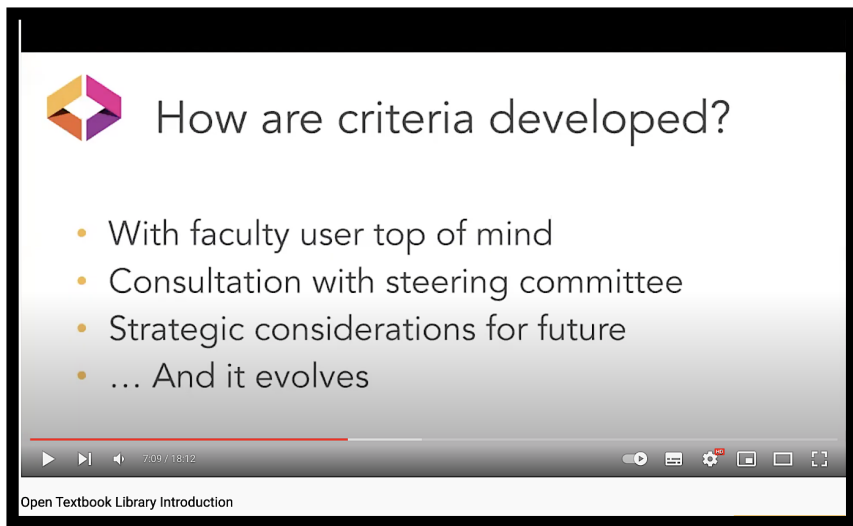 How are criteria developed?
• With faculty user top of mind
• Consultation with steering committee
• Strategic considerations for future
• … And it evolves
7:09 / 18:12
HD
Open Textbook Library Introduction